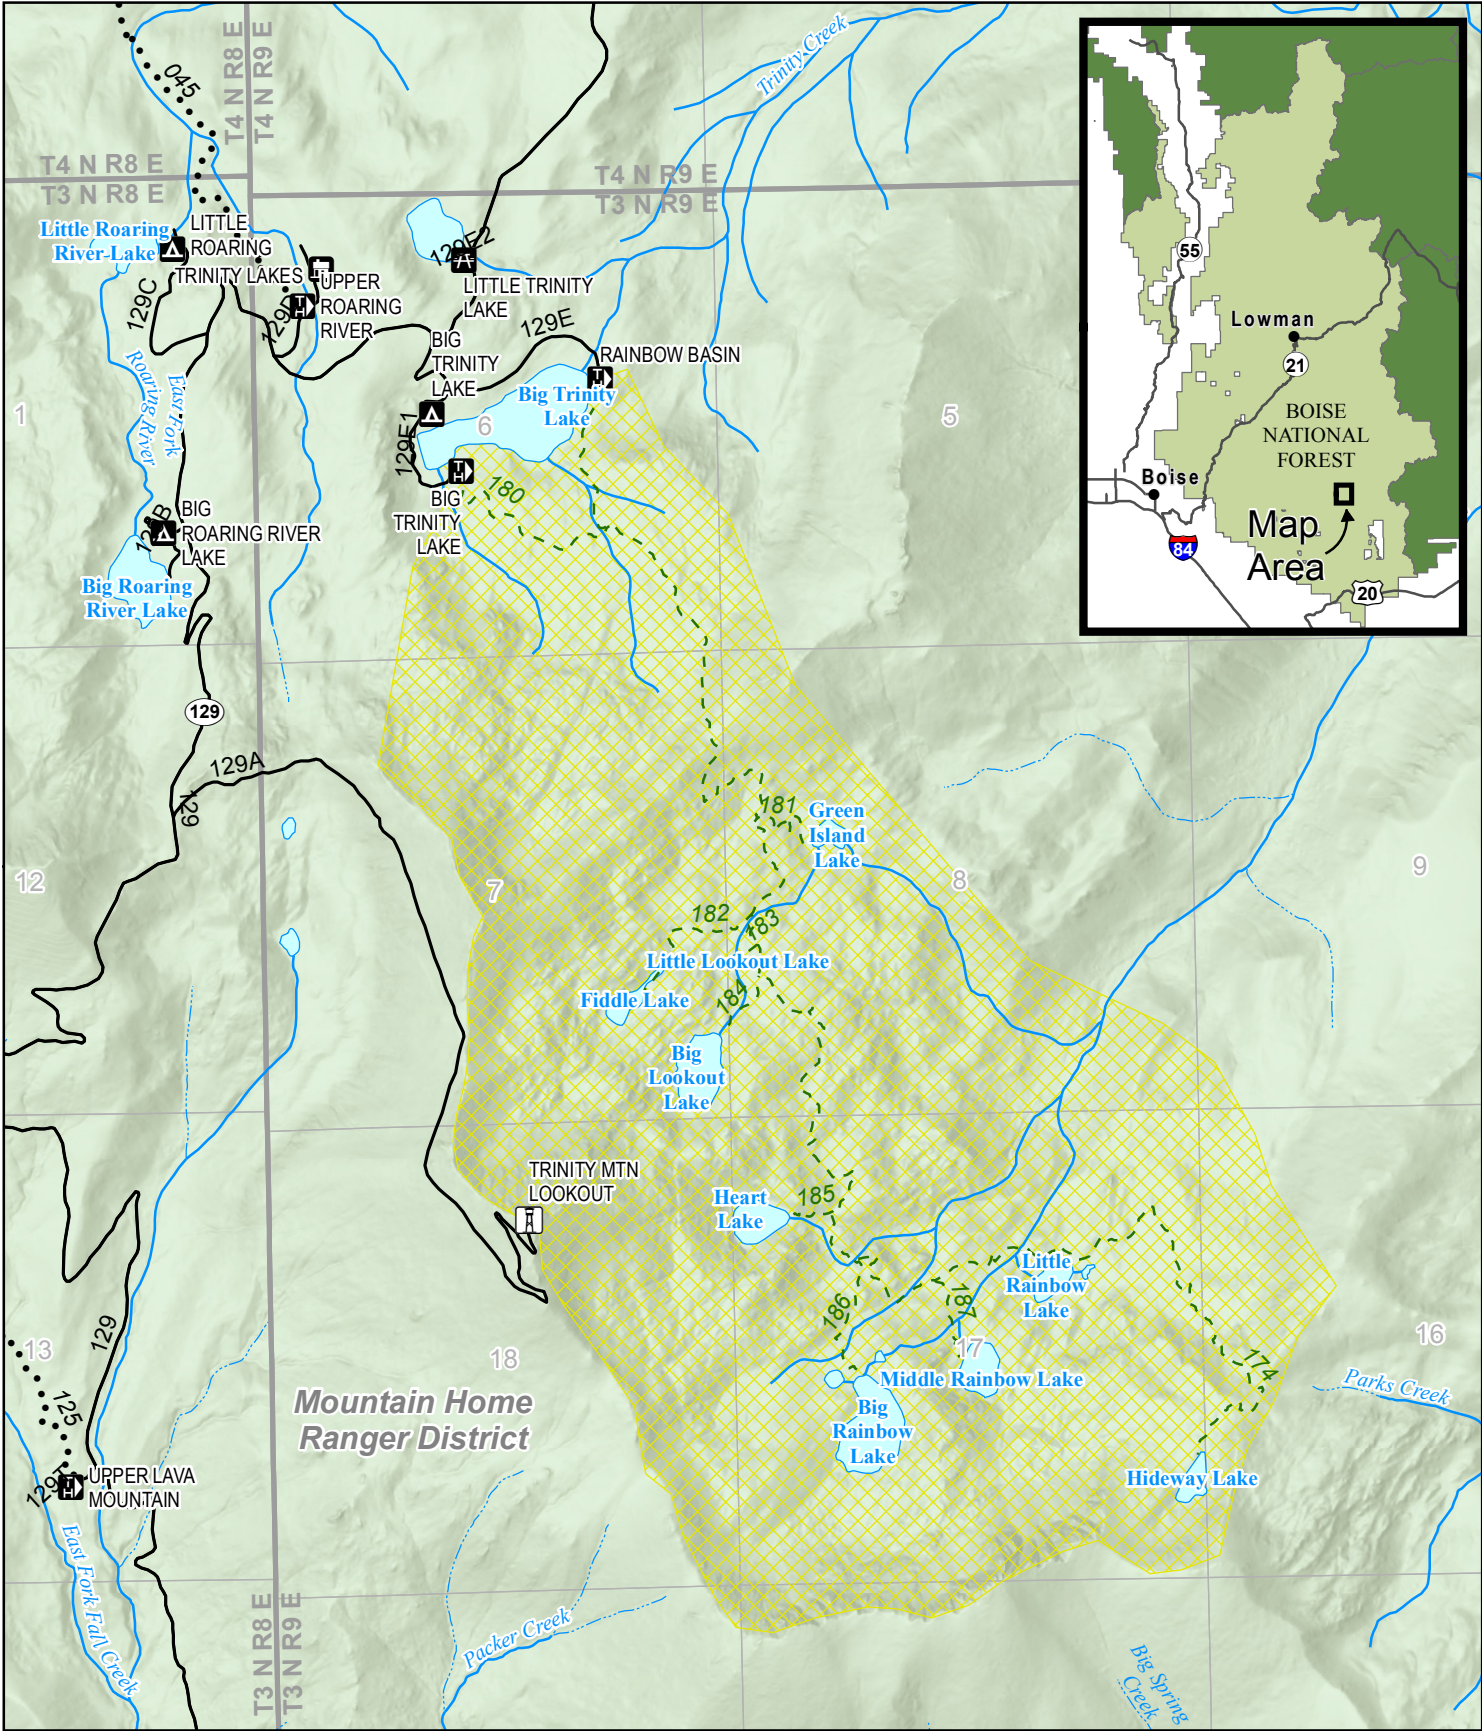 045
T4 N R8 E
T4 N R9 E
Trinity Creek
T4 N R8 E
T3 N R8 E
T4 N R9 E
T3 N R9 E
Little Roaring
River Lake
LITTLE
ROARING
TRINITY LAKES
UPPER
ROARING
RIVER
129C
129D
129E2
LITTLE TRINITY
LAKE
129E
BIG
TRINITY
LAKE
RAINBOW BASIN
Big Trinity
Lake
East Fork
Roaring River
1
6
5
129E1
180
BIG
TRINITY
LAKE
129B
BIG
ROARING RIVER
LAKE
Big Roaring
River Lake
129
129A
129
181
Green
Island
Lake
12
7
8
9
182
183
Little Lookout Lake
Fiddle Lake
184
Big
Lookout
Lake
TRINITY MTN
LOOKOUT
Heart
Lake
185
186
187
Little
Rainbow
Lake
174
13
129
18
17
16
Middle Rainbow Lake
Big
Rainbow
Lake
Parks Creek
Hideway Lake
Mountain Home
Ranger District
125
129T
UPPER LAVA
MOUNTAIN
East Fork Fall Creek
T3 N R8 E
T3 N R9 E
Packer Creek
Big Spring
Creek
55
Lowman
21
BOISE
NATIONAL
FOREST
Boise
84
Map
Area
20
TH
TH
TH
TH